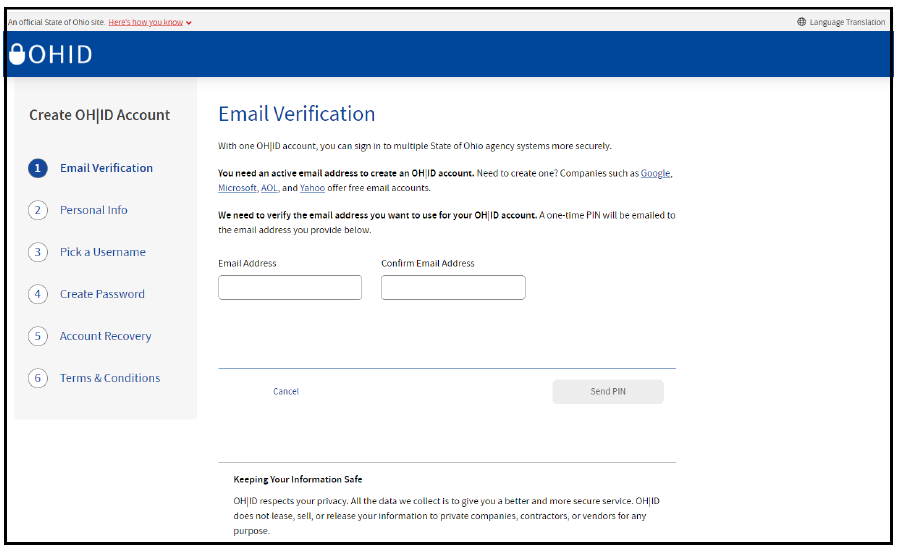 An official State of Ohio site. Here's how you know
Language Translation
OHID
Create OH|ID Account
1 Email Verification
2 Personal Info
3 Pick a Username
4 Create Password
5 Account Recovery
6 Terms & Conditions
Email Verification
With one OH|ID account, you can sign in to multiple State of Ohio agency systems more securely.
You need an active email address to create an OH|ID account. Need to create one? Companies such as Google,
Microsoft, AOL, and Yahoo offer free email accounts.
We need to verify the email address you want to use for your OH|ID account. A one-time PIN will be emailed to
the email address you provide below.
Email Address
Confirm Email Address
Cancel
Send PIN
Keeping Your Information Safe
OH|ID respects your privacy. All the data we collect is to give you a better and more secure service. OH|ID
does not lease, sell, or release your information to private companies, contractors, or vendors for any
purpose.